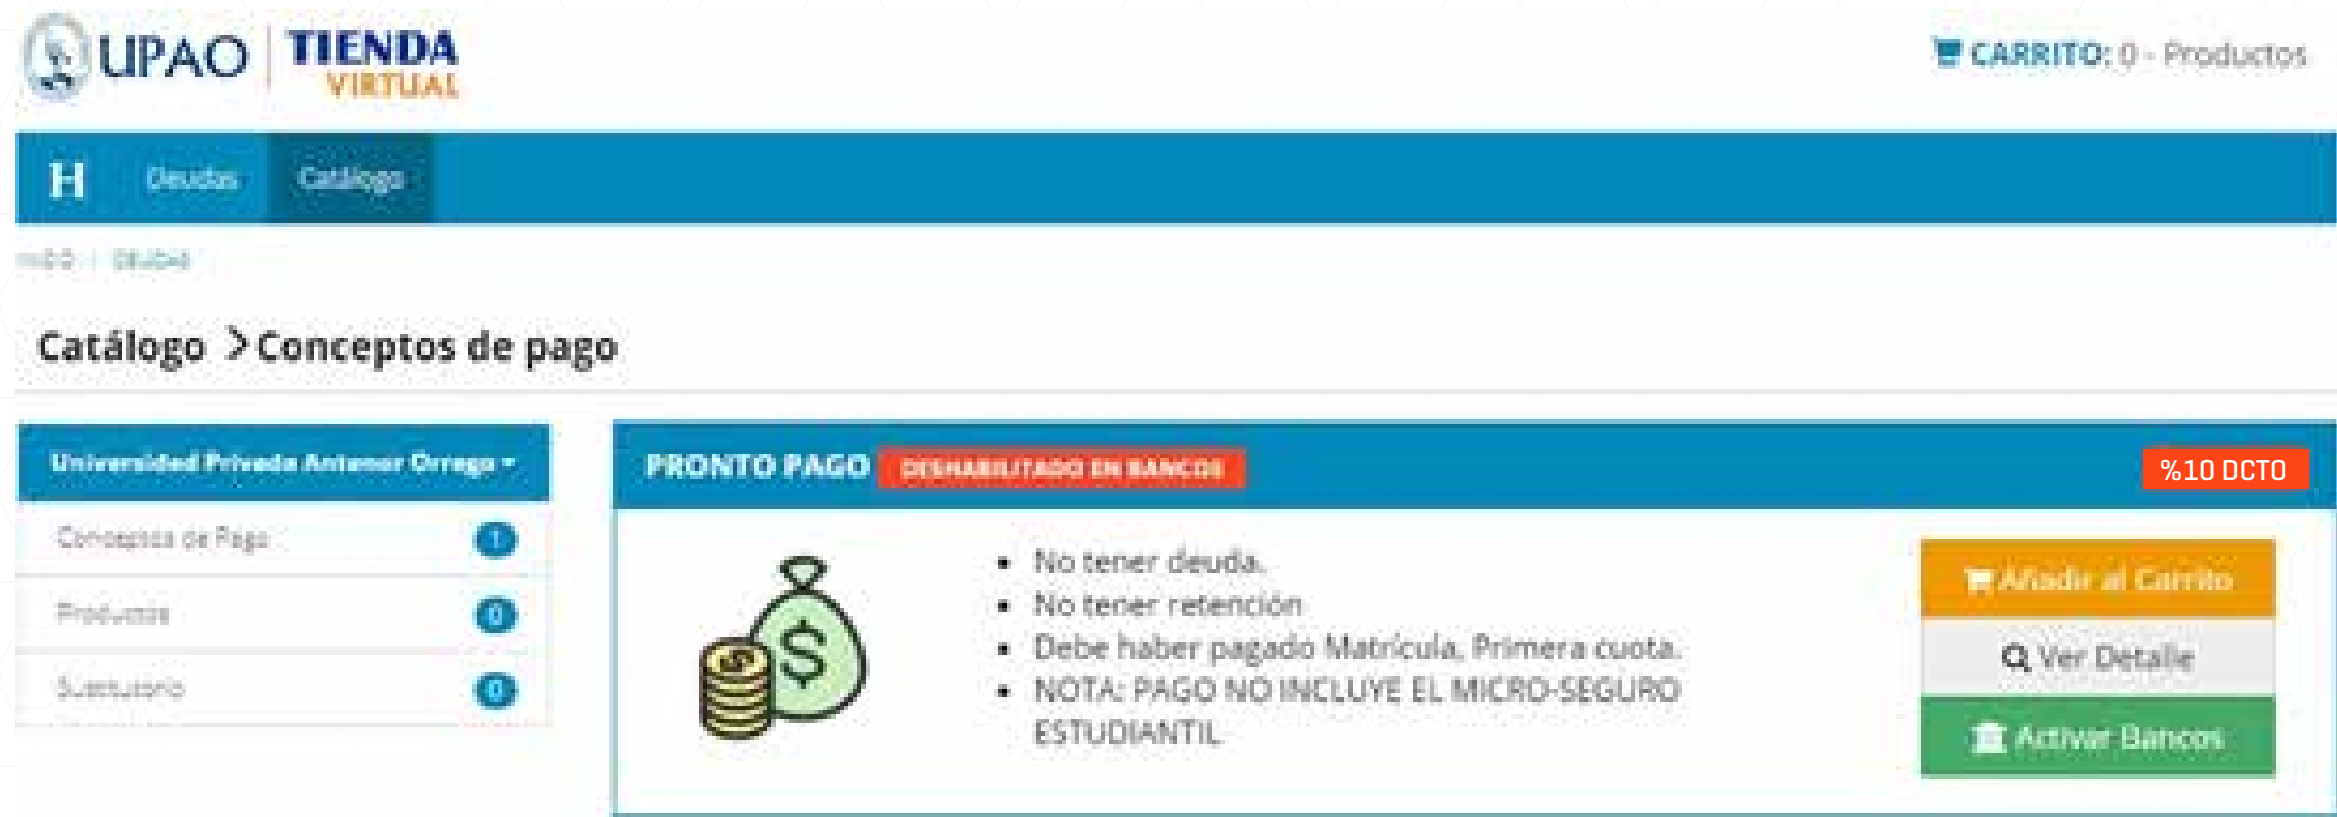 UPAO TIENDA
VIRTUAL
CARRITO: 0 - Productos
H Deudas Catálogo
INICIO / DEUDAS
Catálogo >Conceptos de pago
Universidad Privada Antenor Orrego
PRONTO PAGO DESHABILITADO EN BANCOS %10 DCTO
Conceptos de Pago 1
Productos 0
Sustitutorio 0
• No tener deuda.
• No tener retención
• Debe haber pagado Matrícula, Primera cuota.
• NOTA: PAGO NO INCLUYE EL MICRO-SEGURO
ESTUDIANTIL
Añadir al Carrito
Ver Detalle
Activar Bancos